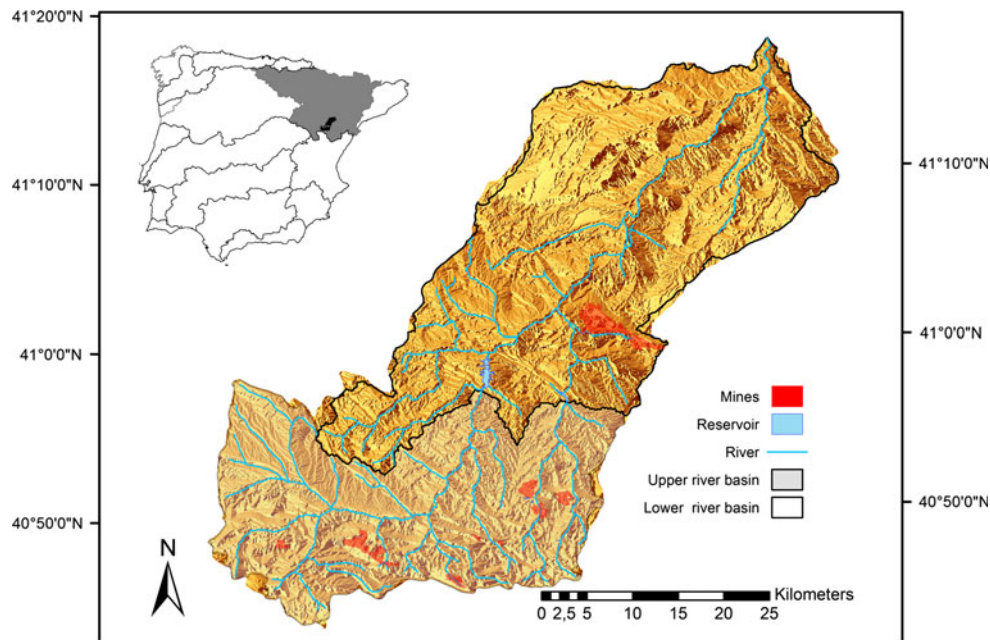 41°20'0"N
41°10'0"N
41°10'0"N
41°0'0"N
41°0'0"N
40°50'0"N
40°50'0"N
Mines
Reservoir
River
Upper river basin
Lower river basin
N
Kilometers
0 2,5 5 10 15 20 25